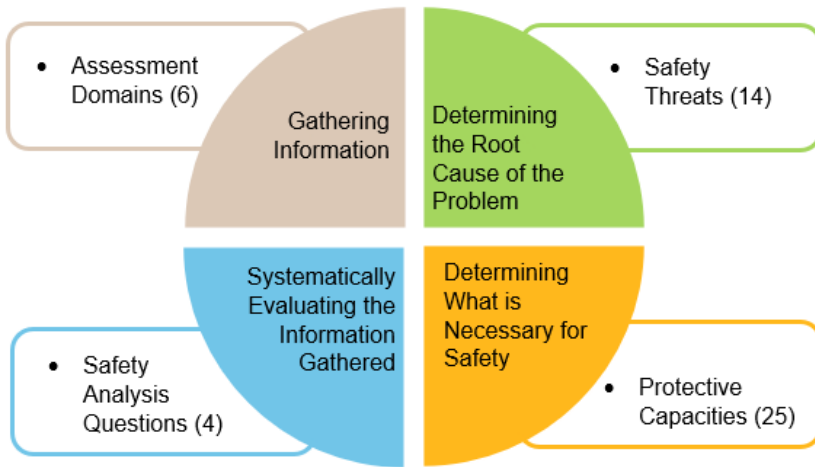 • Assessment
Domains (6)
Gathering
Information
Determining
the Root
Cause of the
Problem
• Safety
Threats (14)
Systematically
Evaluating the
Information
Gathered
• Safety
Analysis
Questions (4)
Determining
What is
Necessary for
Safety
• Protective
Capacities (25)